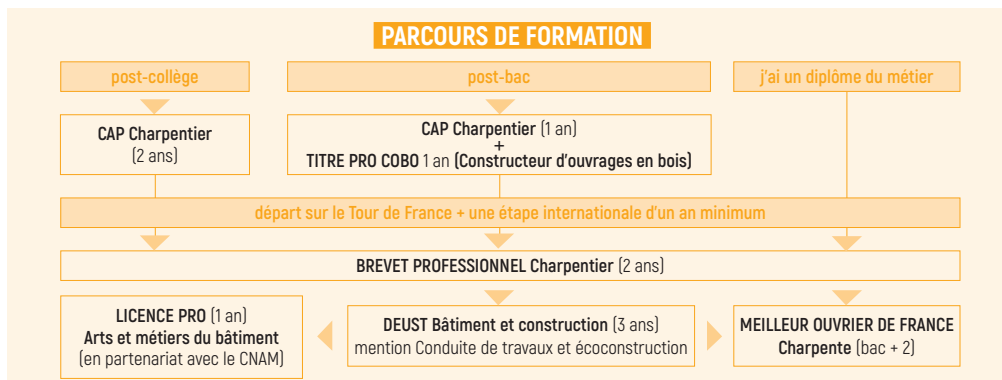 PARCOURS DE FORMATION
post-collège
post-bac
j'ai un diplôme du métier
CAP Charpentier
(2 ans)
CAP Charpentier (1 an)
+
TITRE PRO COBO 1 an (Constructeur d'ouvrages en bois)
départ sur le Tour de France + une étape internationale d'un an minimum
BREVET PROFESSIONNEL Charpentier (2 ans)
LICENCE PRO (1 an)
Arts et métiers du bâtiment
(en partenariat avec le CNAM)
DEUST Bâtiment et construction (3 ans)
mention Conduite de travaux et écoconstruction
MEILLEUR OUVRIER DE FRANCE
Charpente (bac + 2)